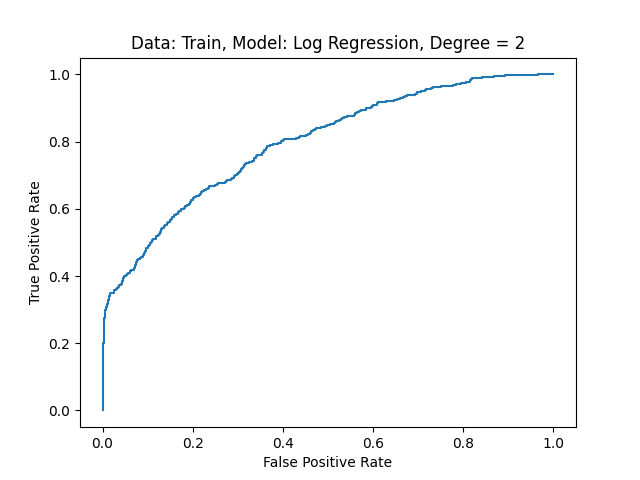 Data: Train, Model: Log Regression, Degree = 2
1.0
0.8
0.6
0.4
0.2
0.0
True Positive Rate
0.0 0.2 0.4 0.6 0.8 1.0
False Positive Rate